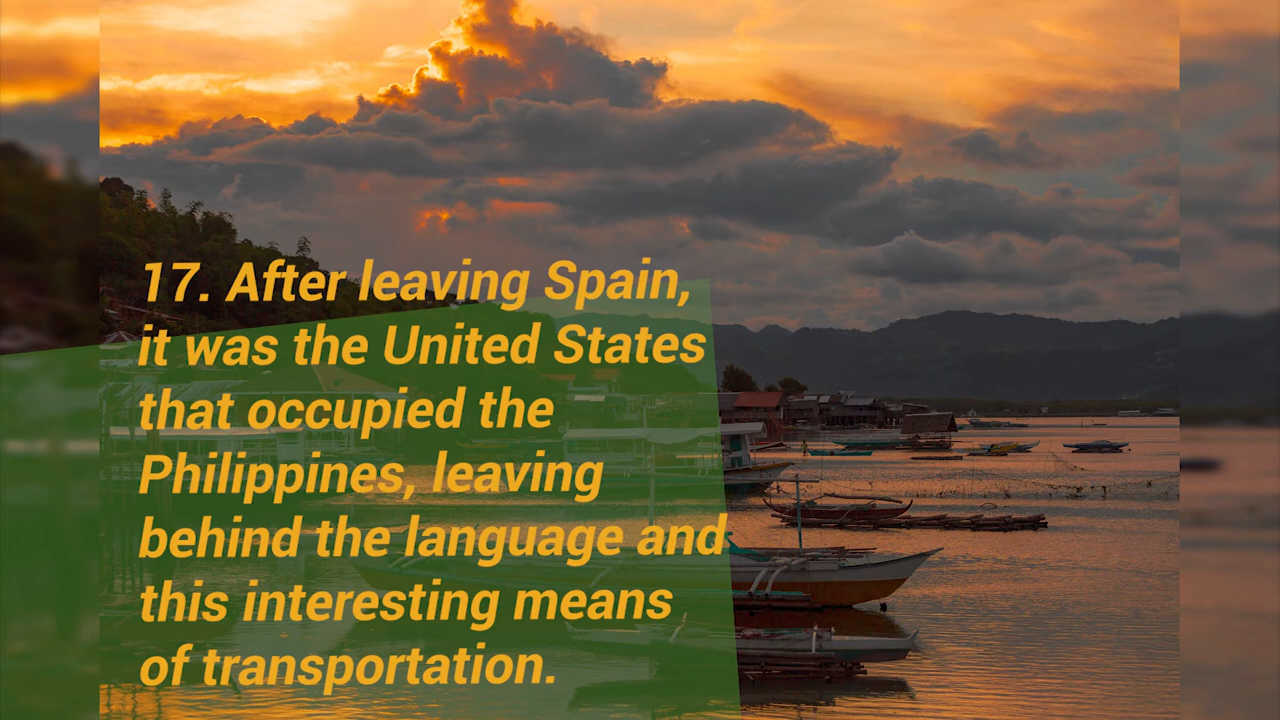 17. After leaving Spain,
it was the United States
that occupied the
Philippines, leaving
behind the language and
this interesting means
of transportation.